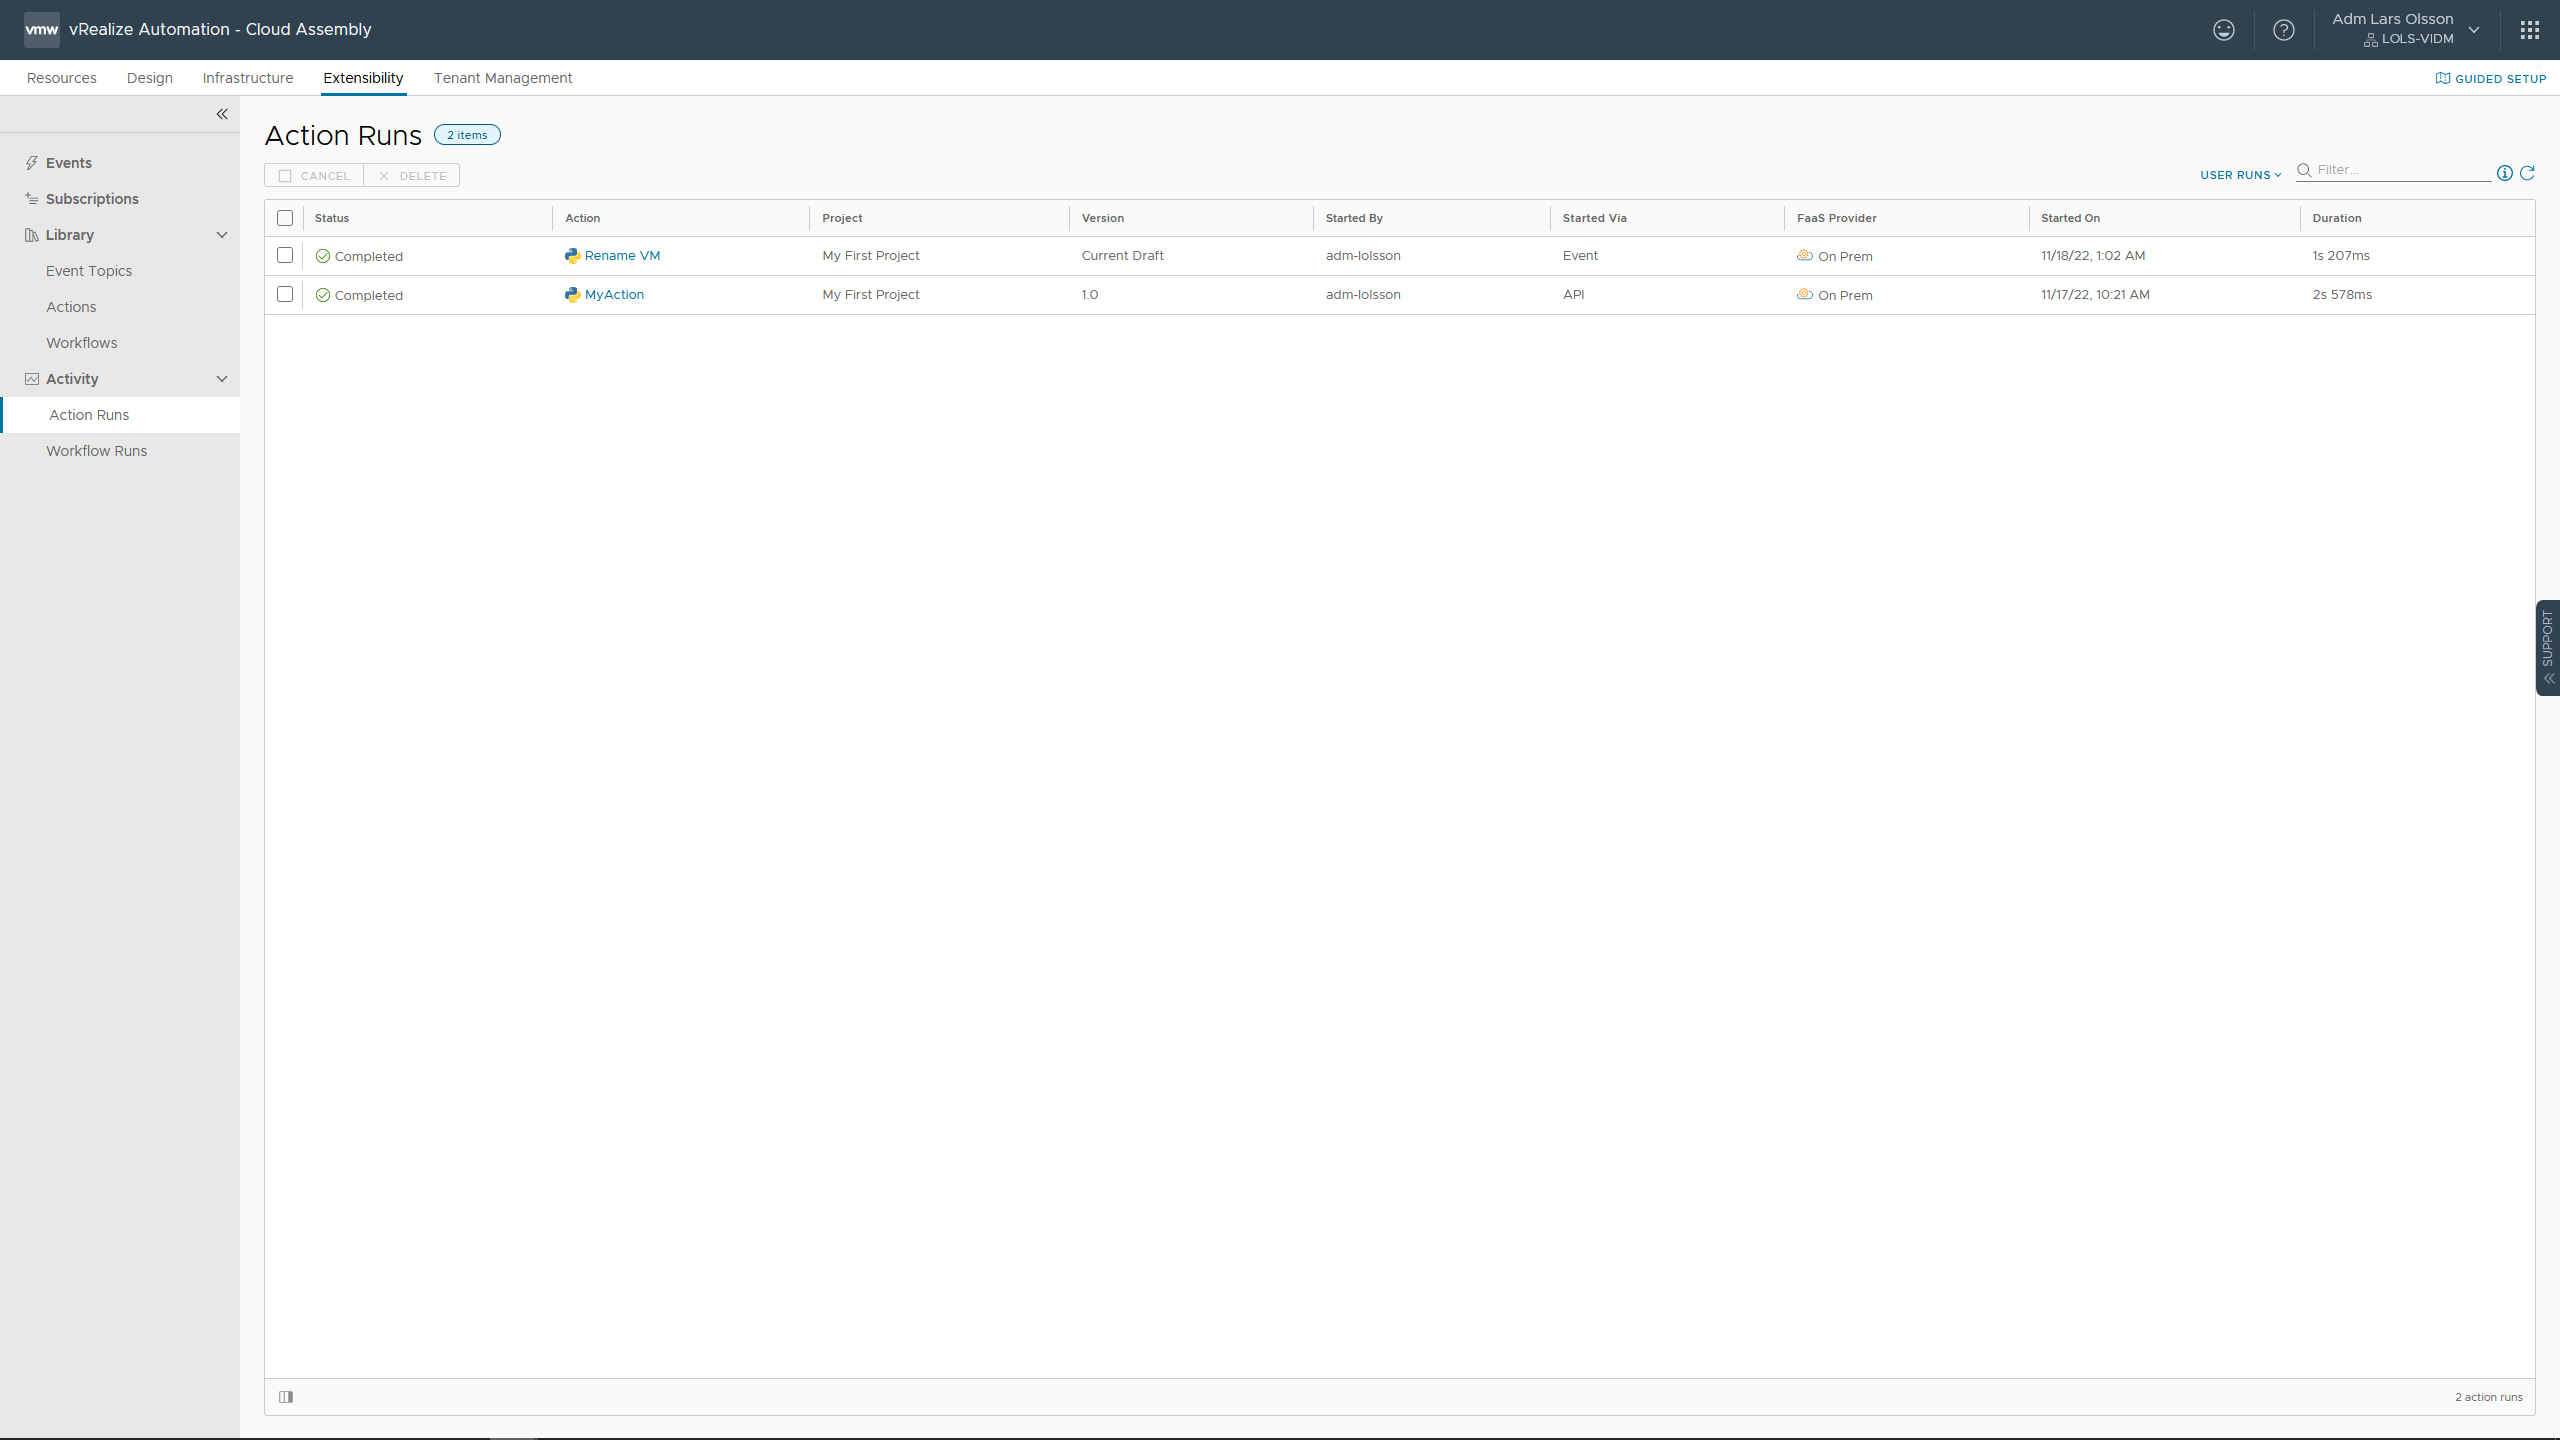 vmw vRealize Automation - Cloud Assembly
Adm Lars Olsson
LOLS-VIDM
Resources Design Infrastructure Extensibility Tenant Management
GUIDED SETUP
Events
Subscriptions
Library
Event Topics
Actions
Workflows
Activity
Action Runs
Workflow Runs
Action Runs 2 items
CANCEL DELETE
USER RUNS Filter...
Status Action Project Version Started By Started Via FaaS Provider Started On Duration
Completed Rename VM My First Project Current Draft adm-lolsson Event On Prem 11/18/22, 1:02 AM 1s 207ms
Completed MyAction My First Project 1.0 adm-lolsson API On Prem 11/17/22, 10:21 AM 2s 578ms
SUPPORT
2 action runs